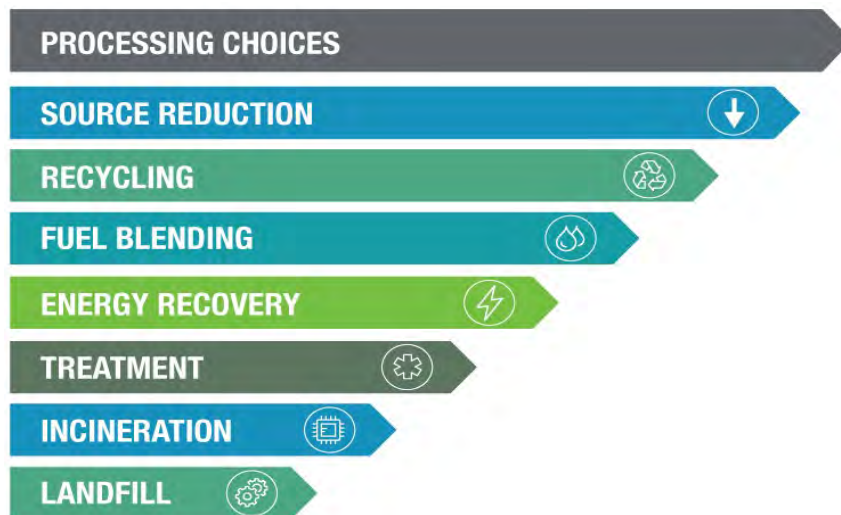 PROCESSING CHOICES
SOURCE REDUCTION
RECYCLING
FUEL BLENDING
ENERGY RECOVERY
TREATMENT
INCINERATION
LANDFILL